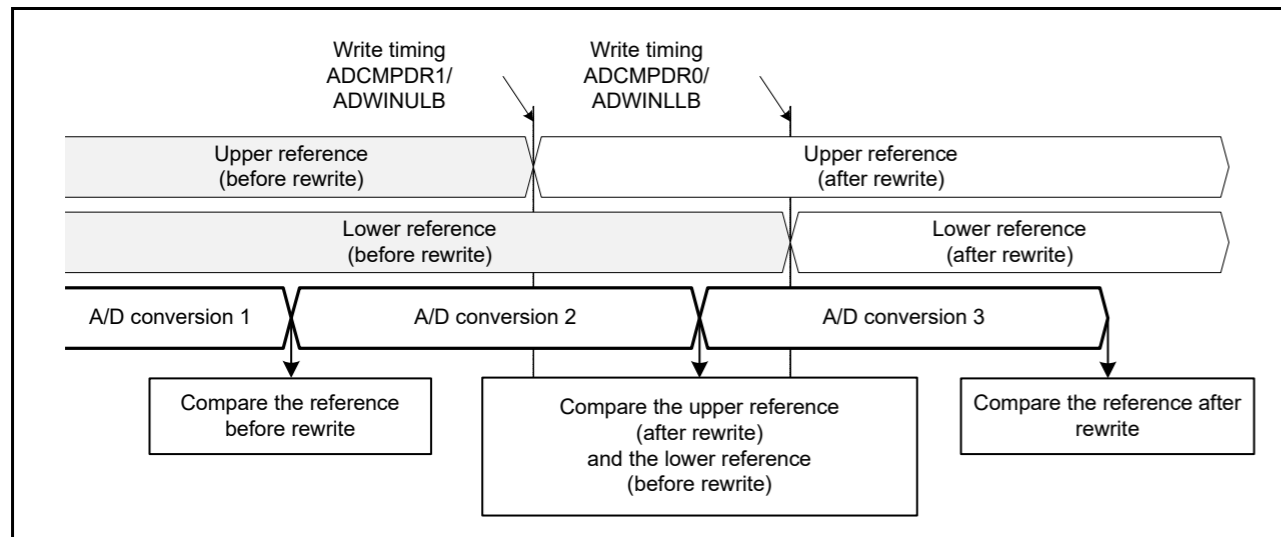 Write timing
ADCMPDR1/
ADWINULB
Write timing
ADCMPDR0/
ADWINLLB
Upper reference
(before rewrite)
Upper reference
(after rewrite)
Lower reference
(before rewrite)
Lower reference
(after rewrite)
A/D conversion 1
A/D conversion 2
A/D conversion 3
Compare the reference
before rewrite
Compare the upper reference
(after rewrite)
and the lower reference
(before rewrite)
Compare the reference after
rewrite